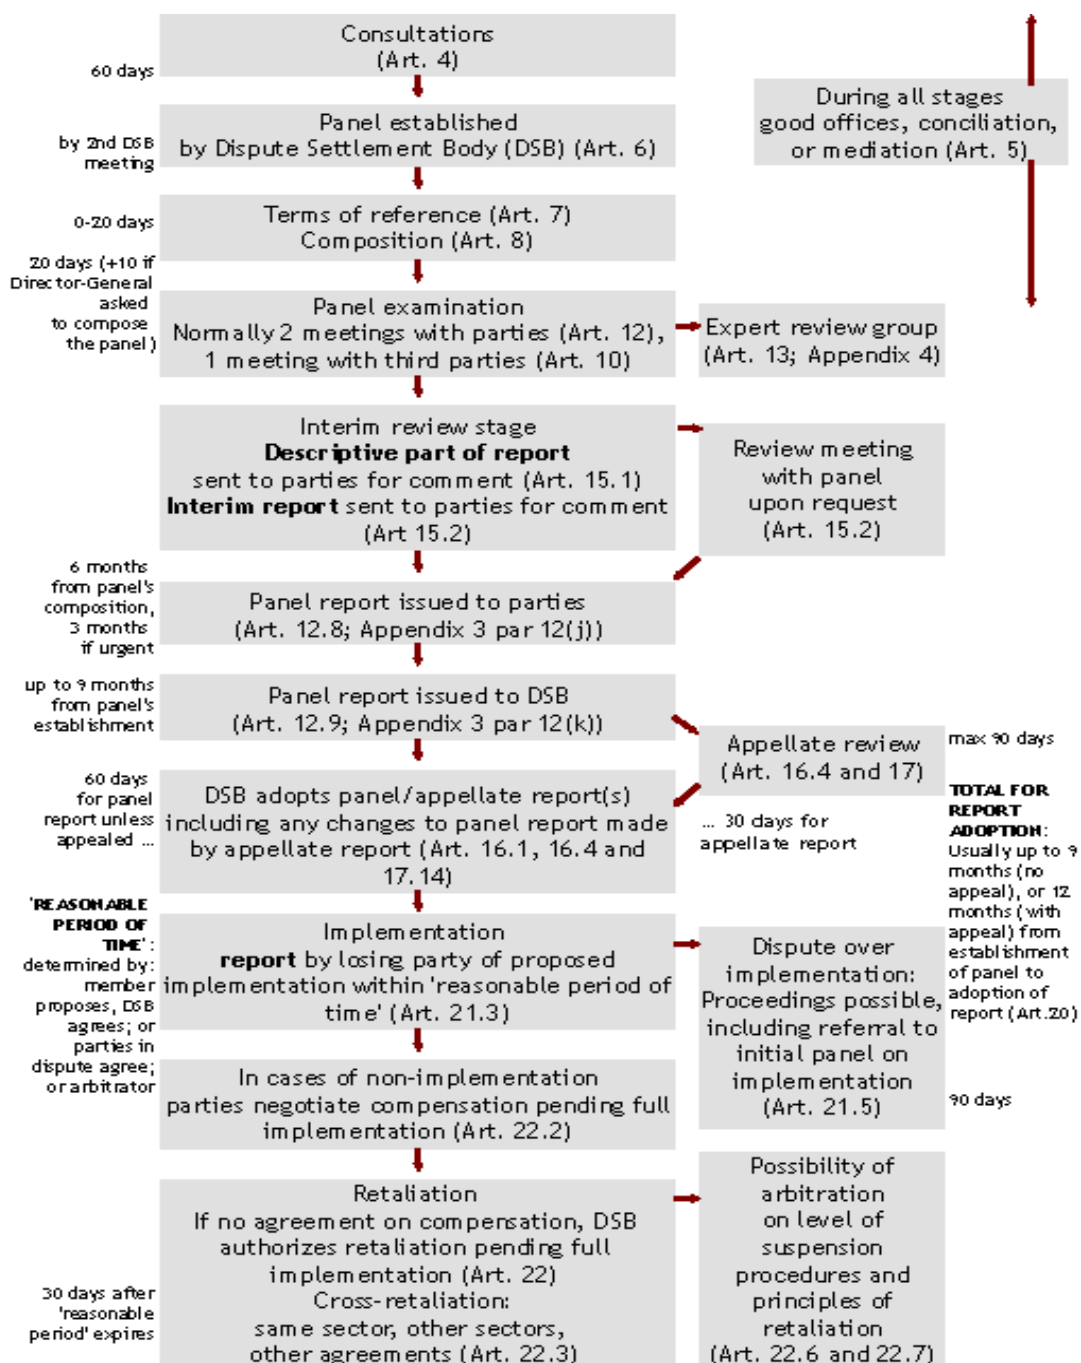 Consultations
(Art. 4)
60 days
During all stages
good offices, conciliation,
or mediation (Art. 5)
Panel established
by Dispute Settlement Body (DSB) (Art. 6)
by 2nd DSB
meeting
0-20 days
Terms of reference (Art. 7)
Composition (Art. 8)
20 days (+10 if
Director-General
asked
to compose
the panel)
Panel examination
Normally 2 meetings with parties (Art. 12),
1 meeting with third parties (Art. 10)
Expert review group
(Art. 13; Appendix 4)
Interim review stage
Descriptive part of report
sent to parties for comment (Art. 15.1)
Interim report sent to parties for comment
(Art 15.2)
Review meeting
with panel
upon request
(Art. 15.2)
6 months
from panel's
composition,
3 months
if urgent
Panel report issued to parties
(Art. 12.8; Appendix 3 par 12(j))
up to 9 months
from panel's
establishment
Panel report issued to DSB
(Art. 12.9; Appendix 3 par 12(k))
Appellate review
(Art. 16.4 and 17)
max 90 days
60 days
for panel
report unless
appealed ...
DSB adopts panel/appellate report(s)
including any changes to panel report made
by appellate report (Art. 16.1, 16.4 and
17.14)
... 30 days for
appellate report
TOTAL FOR
REPORT
ADOPTION:
Usually up to 9
months (no
appeal), or 12
months (with
appeal) from
establishment
of panel to
adoption of
report (Art.20)
'REASONABLE
PERIOD OF
TIME':
determined by:
member
proposes, DSB
agrees; or
parties in
dispute agree;
or arbitrator
Implementation
report by losing party of proposed
implementation within 'reasonable period of
time' (Art. 21.3)
Dispute over
implementation:
Proceedings possible,
including referral to
initial panel on
implementation
(Art. 21.5)
90 days
In cases of non-implementation
parties negotiate compensation pending full
implementation (Art. 22.2)
Retaliation
If no agreement on compensation, DSB
authorizes retaliation pending full
implementation (Art. 22)
Cross-retaliation:
same sector, other sectors,
other agreements (Art. 22.3)
30 days after
'reasonable
period' expires
Possibility of
arbitration
on level of
suspension
procedures and
principles of
retaliation
(Art. 22.6 and 22.7)